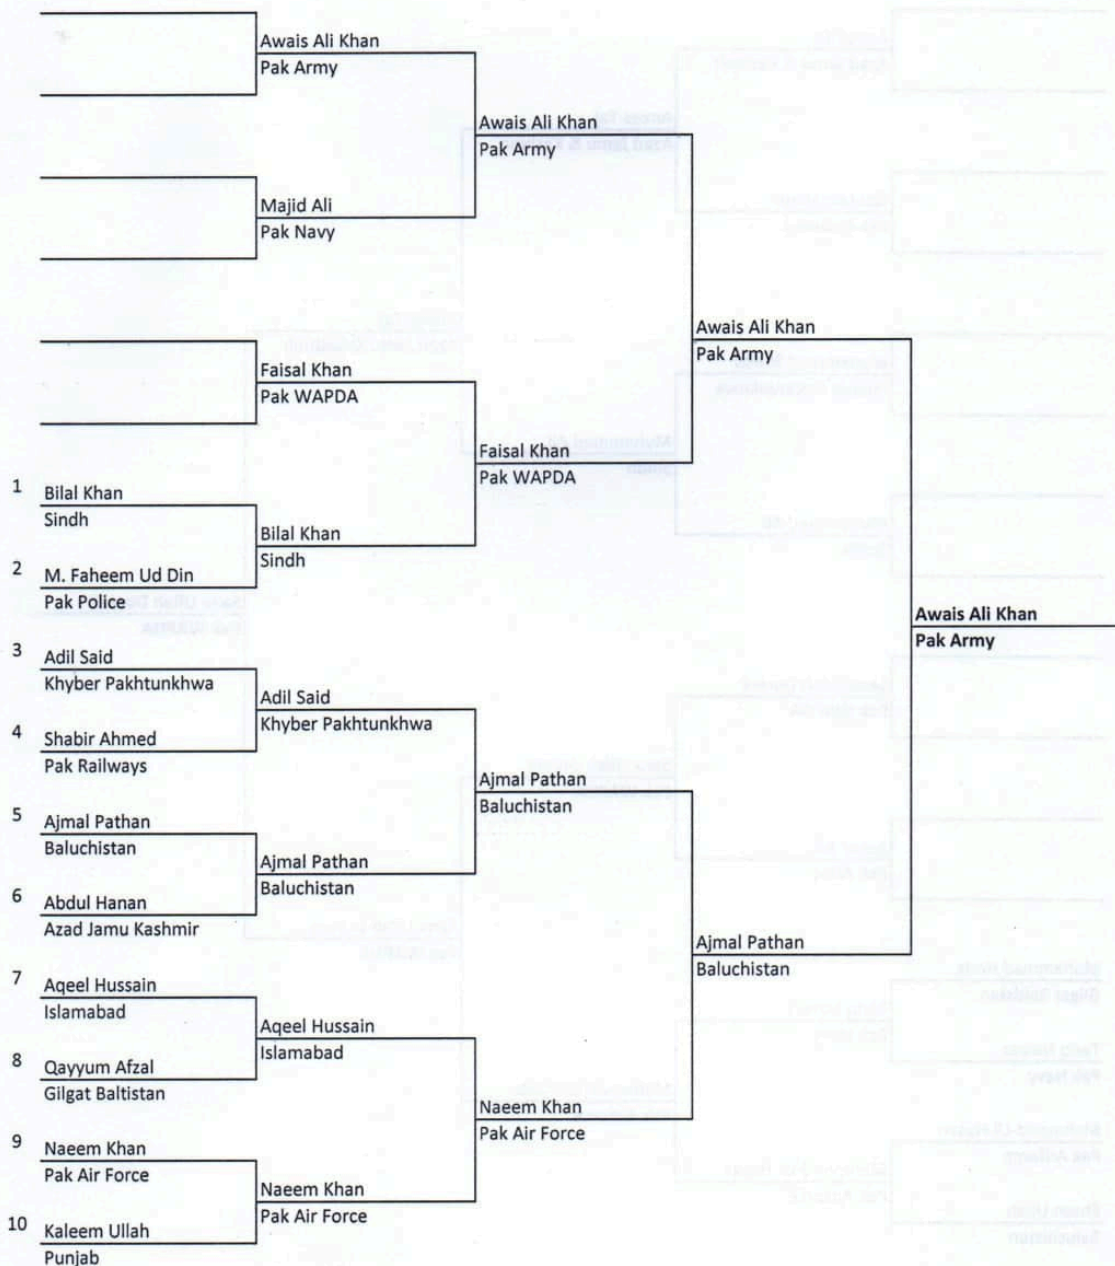 Awais Ali Khan
Pak Army
Awais Ali Khan
Pak Army
Majid Ali
Pak Navy
Awais Ali Khan
Pak Army
Faisal Khan
Pak WAPDA
Faisal Khan
Pak WAPDA
1 Bilal Khan
Sindh
Bilal Khan
Sindh
2 M. Faheem Ud Din
Pak Police
Awais Ali Khan
Pak Army
3 Adil Said
Khyber Pakhtunkhwa
Adil Said
Khyber Pakhtunkhwa
4 Shabir Ahmed
Pak Railways
Ajmal Pathan
Baluchistan
5 Ajmal Pathan
Baluchistan
Ajmal Pathan
Baluchistan
6 Abdul Hanan
Azad Jamu Kashmir
Ajmal Pathan
Baluchistan
7 Aqeel Hussain
Islamabad
Aqeel Hussain
Islamabad
8 Qayyum Afzal
Gilgat Baltistan
Naeem Khan
Pak Air Force
9 Naeem Khan
Pak Air Force
Naeem Khan
Pak Air Force
10 Kaleem Ullah
Punjab